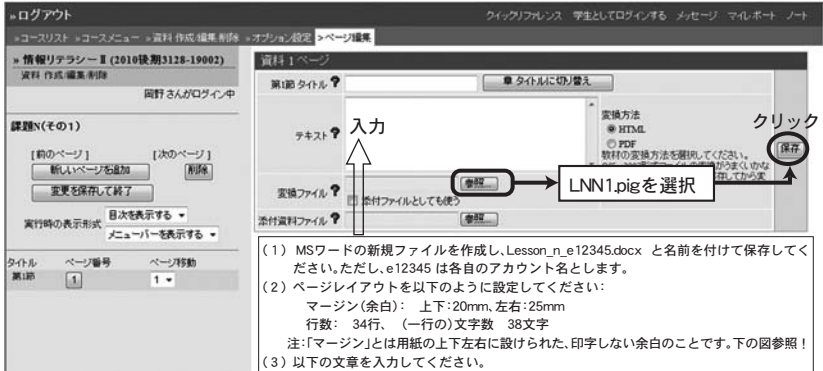 »ログアウト
クイックリファレンス 学生としてログインする メッセージ マイレポート ノート
»コースリスト »コースメニュー »資料 作成/編集/削除 »オプション設定 »ページ編集
» 情報リテラシーⅡ (2010後期3128-19002)
資料 作成/編集/削除
岡野 さんがログイン中
課題N(その1)
[前のページ] [次のページ]
新しいページを追加 削除
変更を保存して終了
実行時の表示形式
目次を表示する
メニューバーを表示する
タイトル ページ番号 ページ移動
第1節 1 1
資料 1 ページ
第1節 タイトル ? 章 タイトルに切り替え
テキスト ? 入力
変換方法
HTML
PDF
教材の変換方法を選択してください。
クリック
保存
変換ファイル ? 参照...
添付ファイルとしても使う
LNN1.pigを選択
添付資料ファイル ? 参照...
(1) MSワードの新規ファイルを作成し、Lesson_n_e12345.docx と名前を付けて保存してく
ださい。ただし、e12345 は各自のアカウント名とします。
(2) ページレイアウトを以下のように設定してください:
マージン(余白): 上下:20mm、左右:25mm
行数: 34行、 (一行の)文字数 38文字
注:「マージン」とは用紙の上下左右に設けられた、印字しない余白のことです。下の図参照!
(3) 以下の文章を入力してください。